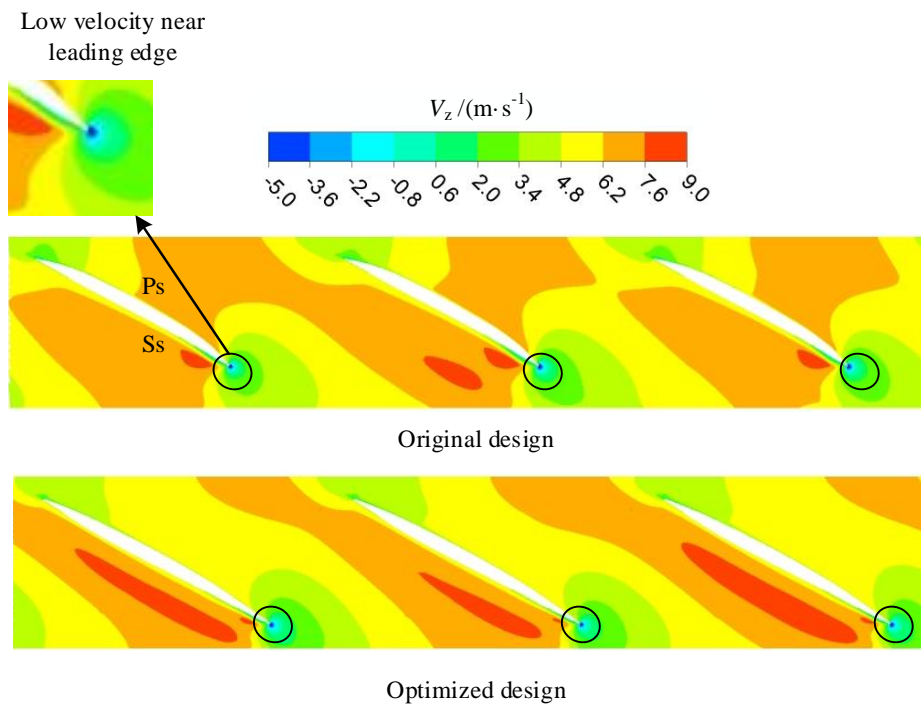 Low velocity near
leading edge
V_z /(m·s⁻¹)
-5.0 -3.6 -2.2 -0.8 0.6 2.0 3.4 4.8 6.2 7.6 9.0
Ps
Ss
Original design
Optimized design